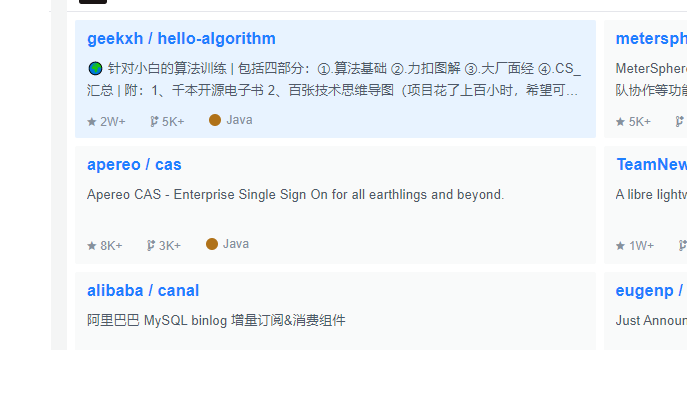 geekxh / hello-algorithm
针对小白的算法训练 | 包括四部分：①.算法基础 ②.力扣图解 ③.大厂面经 ④.CS_
汇总 | 附：1、千本开源电子书 2、百张技术思维导图（项目花了上百小时，希望可…
2W+ 5K+ Java
apereo / cas
Apereo CAS - Enterprise Single Sign On for all earthlings and beyond.
8K+ 3K+ Java
alibaba / canal
阿里巴巴 MySQL binlog 增量订阅&消费组件
metersph
MeterSphere
队协作等功能
5K+
TeamNew
A libre lightw
1W+
eugenp /
Just Announ